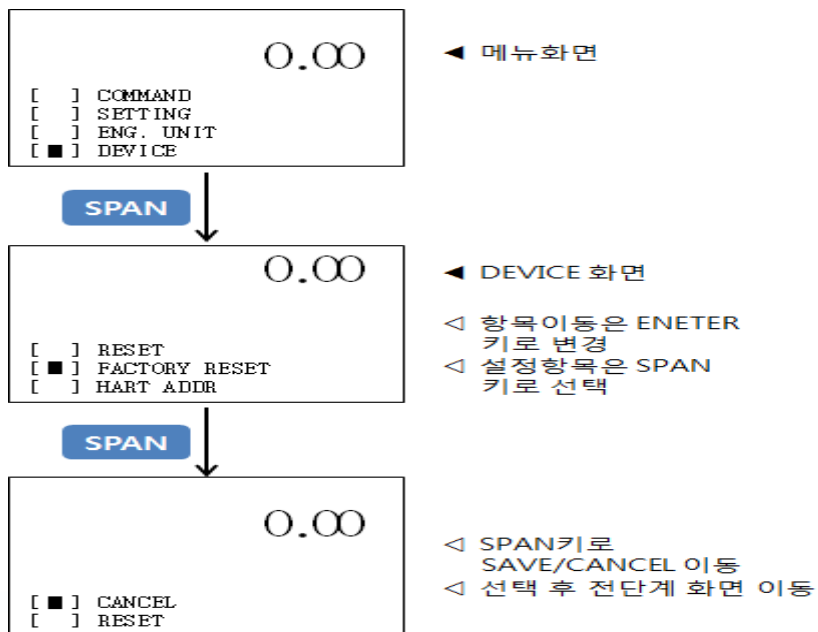 0.00
◄ 메뉴화면
[ ] COMMAND
[ ] SETTING
[ ] ENG. UNIT
[■] DEVICE
SPAN
0.00
◄ DEVICE 화면
◁ 항목이동은 ENETER
키로 변경
◁ 설정항목은 SPAN
키로 선택
[ ] RESET
[■] FACTORY RESET
[ ] HART ADDR
SPAN
0.00
◁ SPAN키로
SAVE/CANCEL 이동
◁ 선택 후 전단계 화면 이동
[■] CANCEL
[ ] RESET